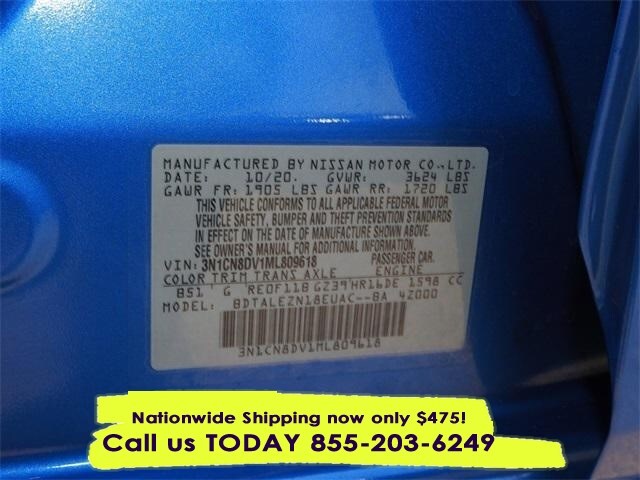 MANUFACTURED BY NISSAN MOTOR CO.,LTD.
DATE: 10/20. GVWR: 3624 LBS
GAWR FR: 1905 LBS GAWR RR: 1720 LBS
THIS VEHICLE CONFORMS TO ALL APPLICABLE FEDERAL MOTOR
VEHICLE SAFETY, BUMPER AND THEFT PREVENTION STANDARDS
IN EFFECT ON THE DATE OF MANUFACTURE SHOWN ABOVE.
SEE OWNER'S MANUAL FOR ADDITIONAL INFORMATION.
VIN: 3N1CN8DV1ML809618 PASSENGER CAR.
COLOR TRIM TRANS AXLE ENGINE
B51 G RE0F11B GZ39 HR16DE 1598 CC
MODEL: BDTALEZN18EUAC--BA 4Z000
3N1CN8DV1ML809618
Nationwide Shipping now only $475!
Call us TODAY 855-203-6249